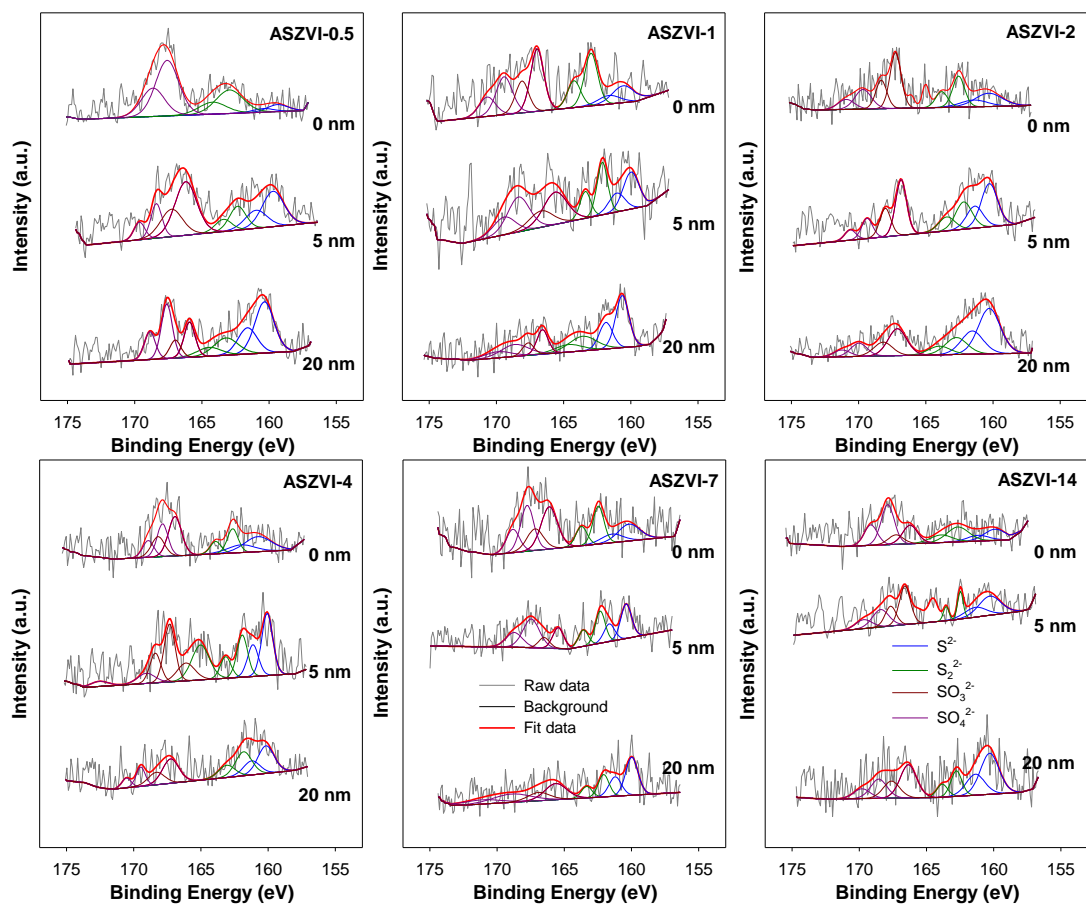 ASZVI-0.5
0 nm
5 nm
20 nm
Intensity (a.u.)
175 170 165 160 155
Binding Energy (eV)
ASZVI-1
0 nm
5 nm
20 nm
Intensity (a.u.)
175 170 165 160 155
Binding Energy (eV)
ASZVI-2
0 nm
5 nm
20 nm
Intensity (a.u.)
175 170 165 160 155
Binding Energy (eV)
ASZVI-4
0 nm
5 nm
20 nm
Intensity (a.u.)
175 170 165 160 155
Binding Energy (eV)
ASZVI-7
0 nm
5 nm
Raw data
Background
Fit data
20 nm
Intensity (a.u.)
175 170 165 160 155
Binding Energy (eV)
ASZVI-14
0 nm
5 nm
S²⁻
S₂²⁻
SO₃²⁻
SO₄²⁻
20 nm
Intensity (a.u.)
175 170 165 160 155
Binding Energy (eV)